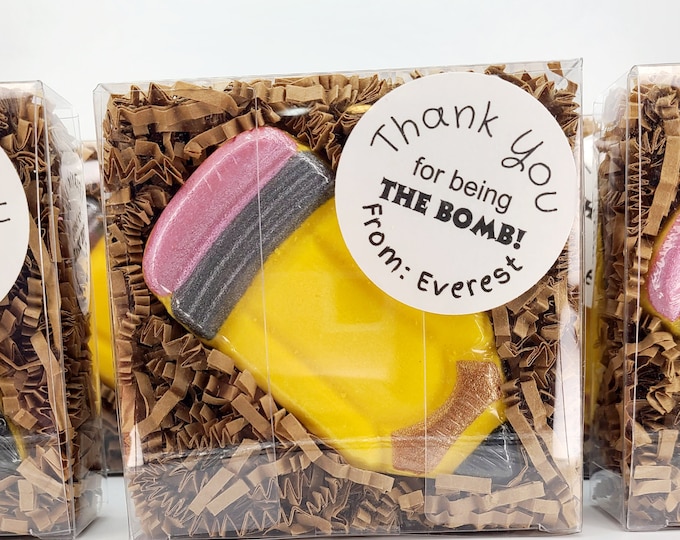 Thank You
for being
THE BOMB!
From: Everest